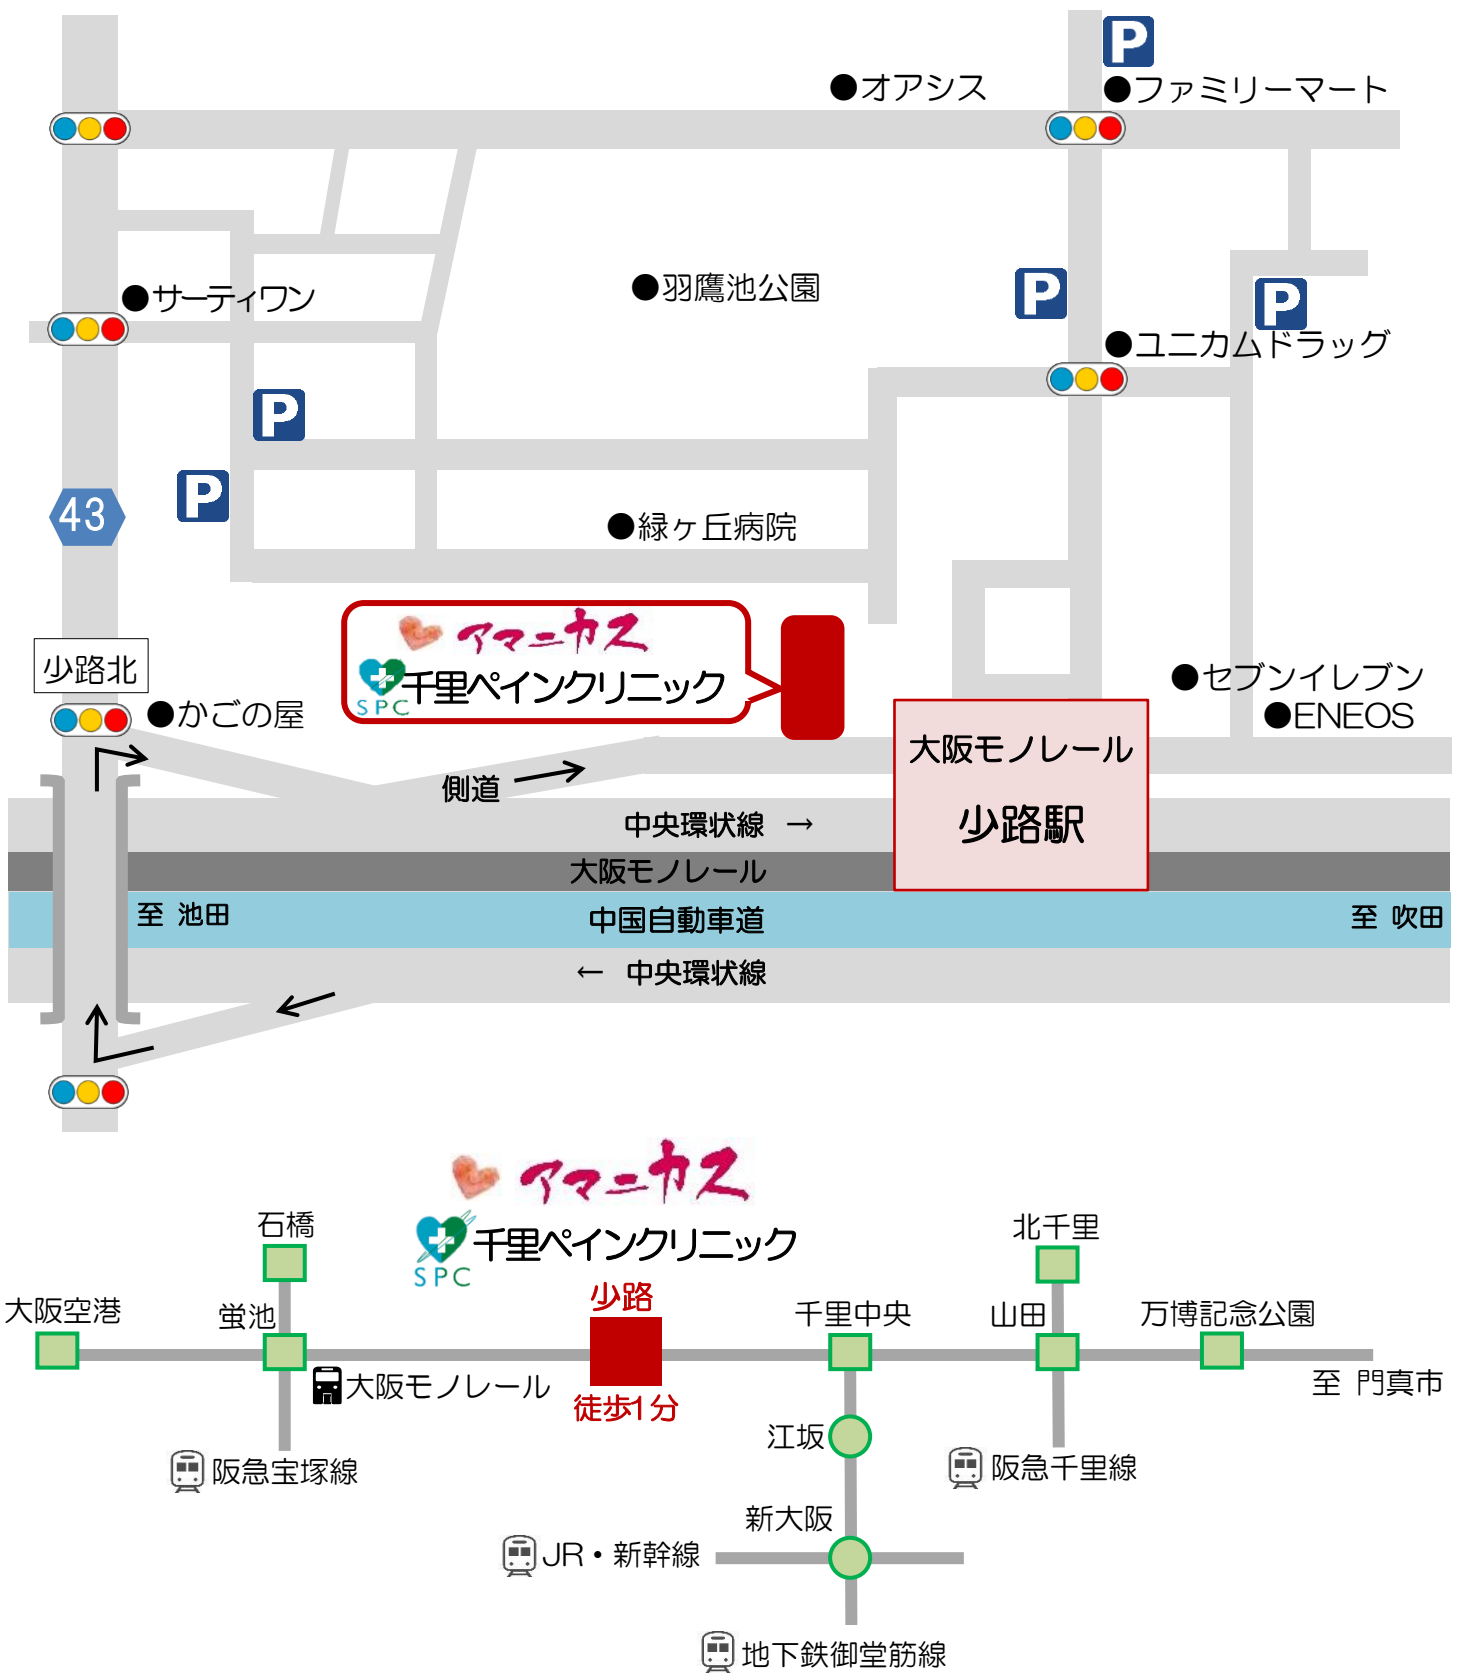 P
●オアシス
●ファミリーマート
●サーティワン
●羽鷹池公園
P
P
●ユニカムドラッグ
P
P
43
●緑ヶ丘病院
アマニカス
千里ペインクリニック
SPC
少路北
●かごの屋
●セブンイレブン
●ENEOS
大阪モノレール
少路駅
側道
中央環状線 →
大阪モノレール
至 池田
中国自動車道
至 吹田
← 中央環状線
アマニカス
千里ペインクリニック
SPC
石橋
北千里
大阪空港
蛍池
少路
千里中央
山田
万博記念公園
大阪モノレール
徒歩1分
至 門真市
江坂
阪急宝塚線
阪急千里線
新大阪
JR・新幹線
地下鉄御堂筋線